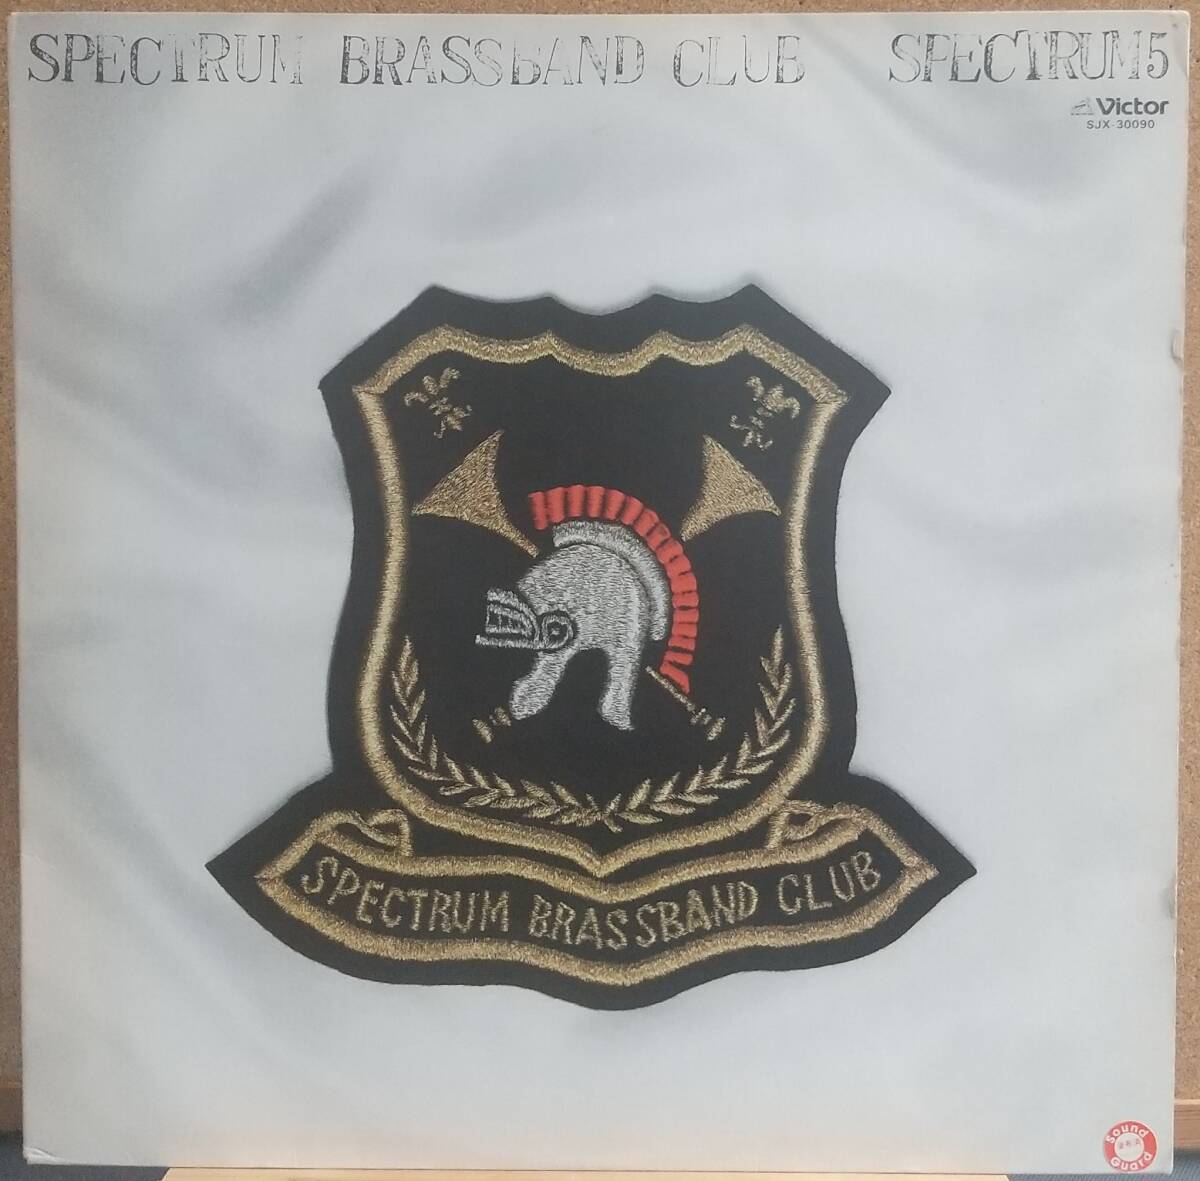 SPECTRUM BRASSBAND CLUB SPECTRUM5
Victor
SJX-30090
SPECTRUM BRASSBAND CLUB
Sound
Guard